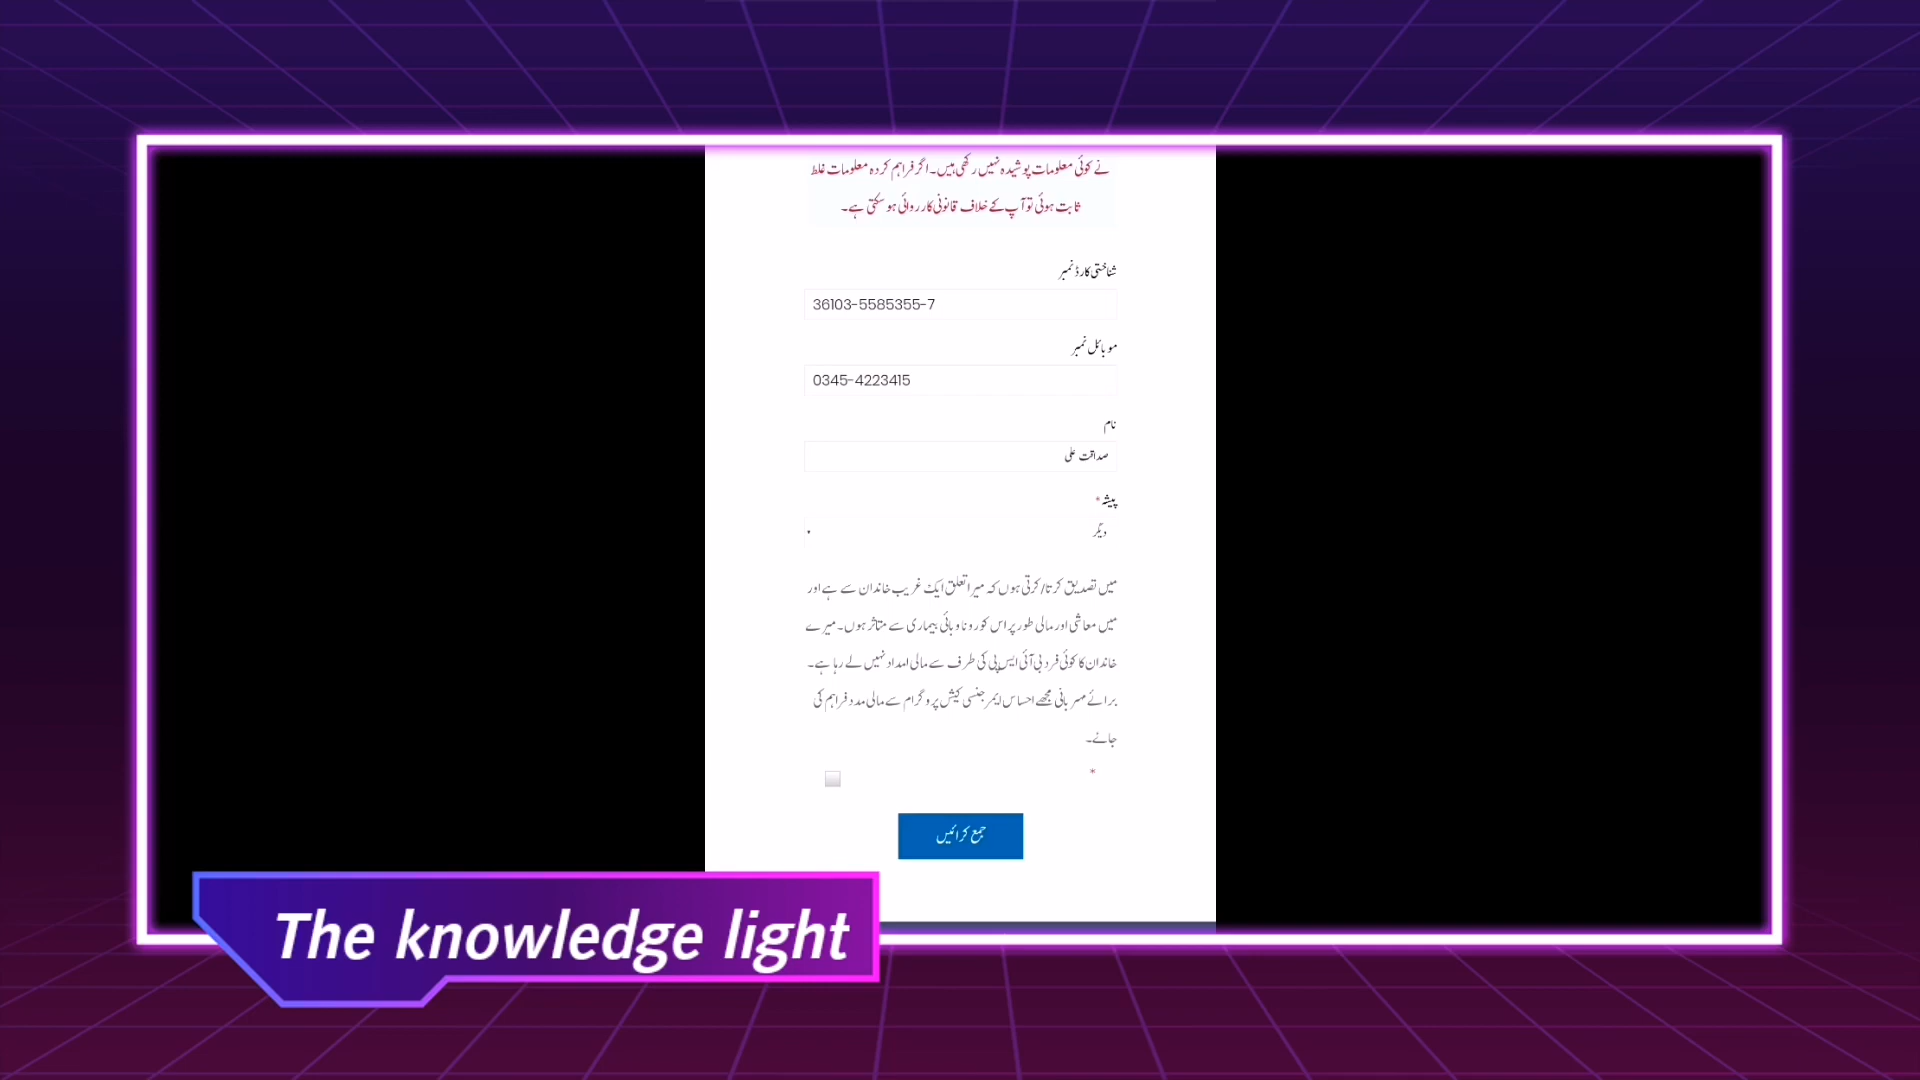 نے کوئی معلومات پوشیدہ نہیں رکھی ہیں۔ اگر فراہم کردہ معلومات غلط
ثابت ہوئی تو آپ کے خلاف قانونی کارروائی ہو سکتی ہے۔
شناختی کارڈ نمبر
36103-5585355-7
موبائل نمبر
0345-4223415
نام
صداقت علی
پیشہ *
دیگر
میں تصدیق کرتا/کرتی ہوں کہ میرا تعلق ایک غریب خاندان سے ہے اور
میں معاشی اور مالی طور پر اس کورونا وبائی بیماری سے متاثر ہوں۔ میرے
خاندان کا کوئی فرد بی آئی ایس پی کی طرف سے مالی امداد نہیں لے رہا ہے۔
برائے مہربانی مجھے احساس ایمرجنسی کیش پروگرام سے مالی مدد فراہم کی
جائے۔
*
جمع کرائیں
The knowledge light